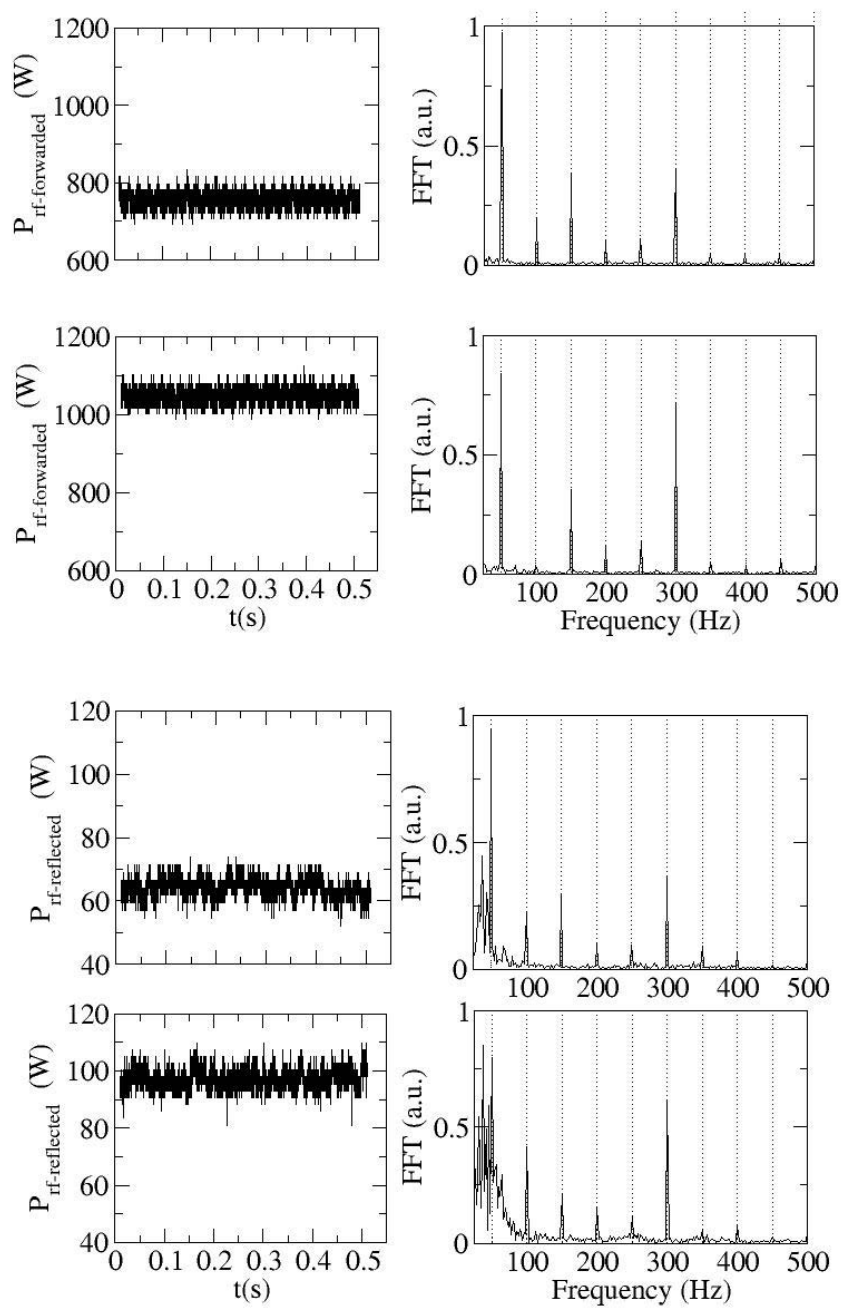 1200
1000
800
600
P rf-forwarded (W)
1
0.5
0
FFT (a.u.)
1200
1000
800
600
P rf-forwarded (W)
0 0.1 0.2 0.3 0.4 0.5
t(s)
1
0.5
0
FFT (a.u.)
100 200 300 400 500
Frequency (Hz)
120
100
80
60
40
P rf-reflected (W)
1
0.5
0
FFT (a.u.)
100 200 300 400 500
120
100
80
60
40
P rf-reflected (W)
0 0.1 0.2 0.3 0.4 0.5
t(s)
1
0.5
0
FFT (a.u.)
100 200 300 400 500
Frequency (Hz)